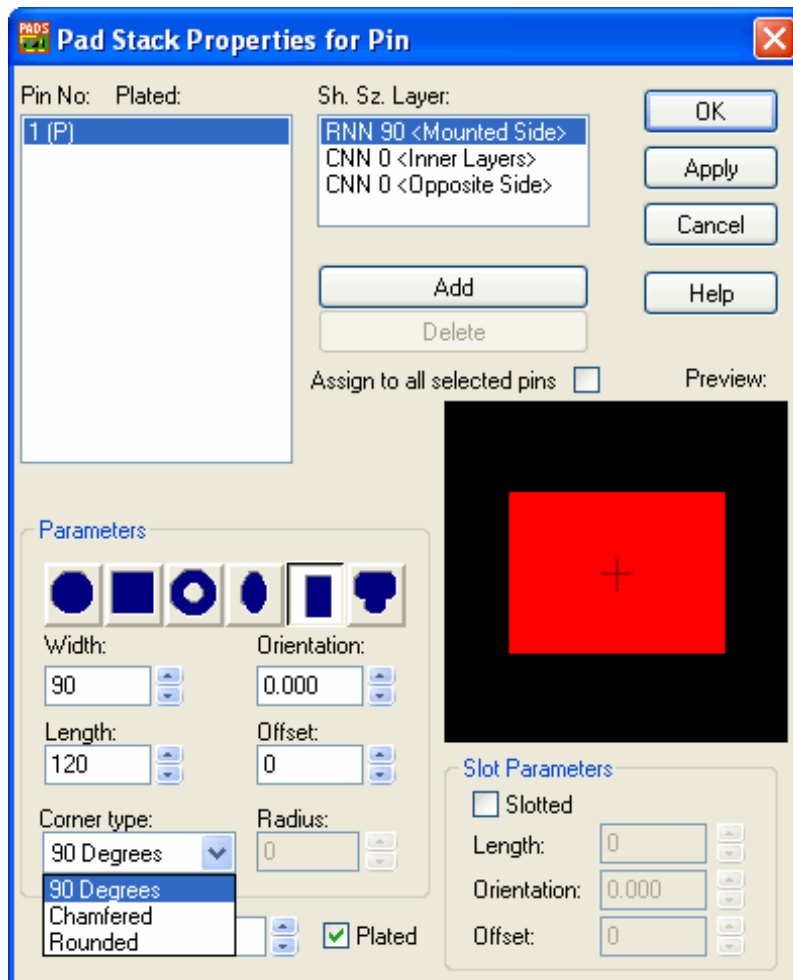 PADS
Pad Stack Properties for Pin
Pin No: Plated:
1 (P)
Sh. Sz. Layer:
RNN 90 <Mounted Side>
CNN 0 <Inner Layers>
CNN 0 <Opposite Side>
OK
Apply
Cancel
Help
Add
Delete
Assign to all selected pins
Preview:
Parameters
Width:
90
Orientation:
0.000
Length:
120
Offset:
0
Corner type:
90 Degrees
Radius:
0
90 Degrees
Chamfered
Rounded
Plated
Slot Parameters
Slotted
Length:
0
Orientation:
0.000
Offset:
0